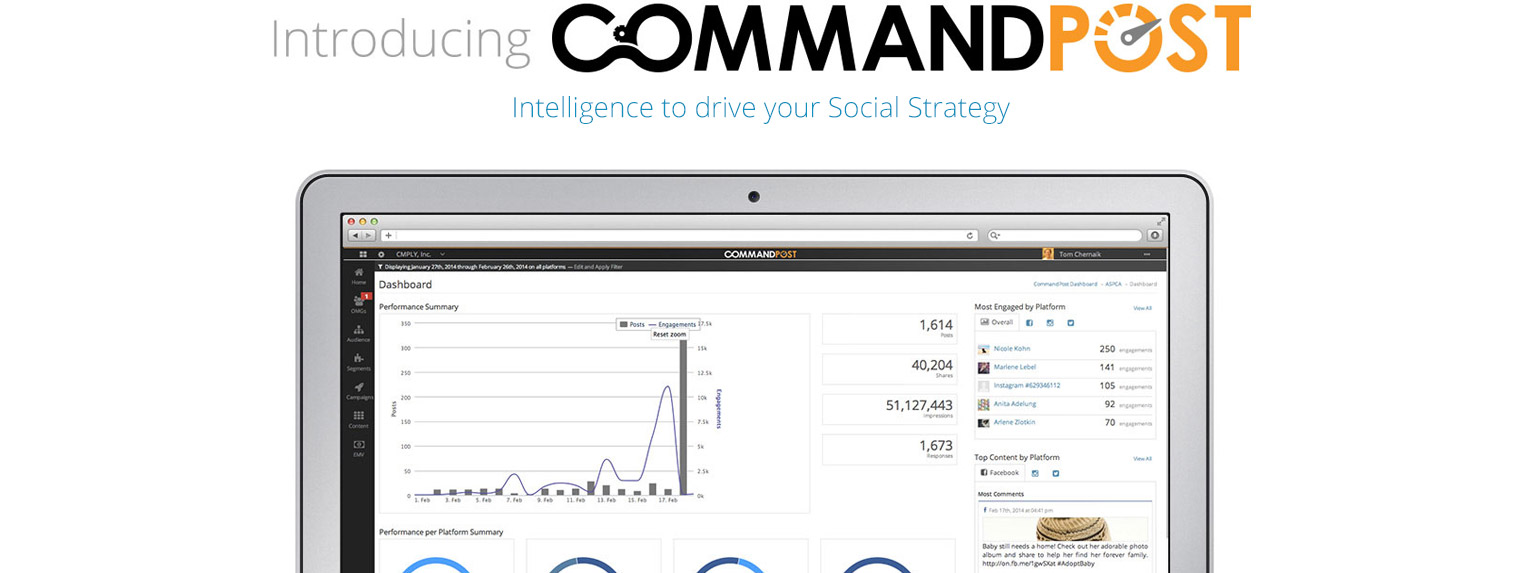 Introducing COMMANDPOST
Intelligence to drive your Social Strategy
CMPLY, Inc.
COMMANDPOST
Tom Chernaik
Displaying January 27th, 2014 through February 26th, 2014 on all platforms — Edit and Apply Filter
Home
1
OMGs
Audience
Segments
Campaigns
Content
EMV
Dashboard
CommandPost Dashboard
ASPCA
Dashboard
Performance Summary
Posts
Engagements
Reset zoom
350
300
250
200
150
100
50
0
Posts
17.5k
15k
12.5k
10k
7.5k
5k
2.5k
0k
Engagements
1. Feb
3. Feb
5. Feb
7. Feb
9. Feb
11. Feb
13. Feb
15. Feb
17. Feb
1,614
Posts
40,204
Shares
51,127,443
Impressions
1,673
Responses
Most Engaged by Platform
View All
Overall
Nicole Kohn 250 engagements
Marlene Lebel 141 engagements
Instagram #629346112 105 engagements
Anita Adelung 92 engagements
Arlene Zlotkin 70 engagements
Top Content by Platform
View All
Facebook
Most Comments
Feb 17th, 2014 at 04:41 pm
Baby still needs a home! Check out her adorable photo
album and share to help her find her forever family.
http://on.fb.me/1gwSXat #AdoptBaby
Performance per Platform Summary